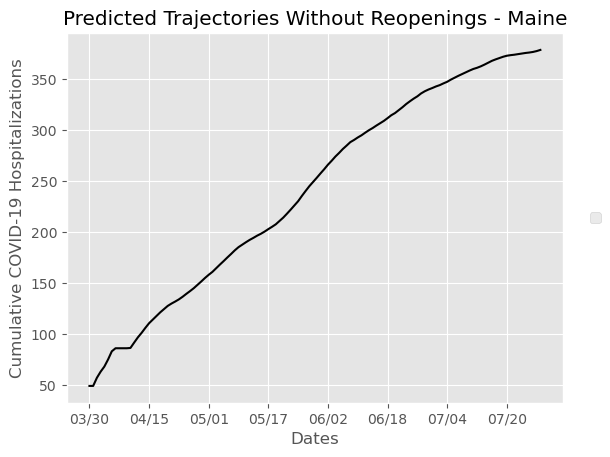 Predicted Trajectories Without Reopenings - Maine
Cumulative COVID-19 Hospitalizations
350
300
250
200
150
100
50
03/30 04/15 05/01 05/17 06/02 06/18 07/04 07/20
Dates